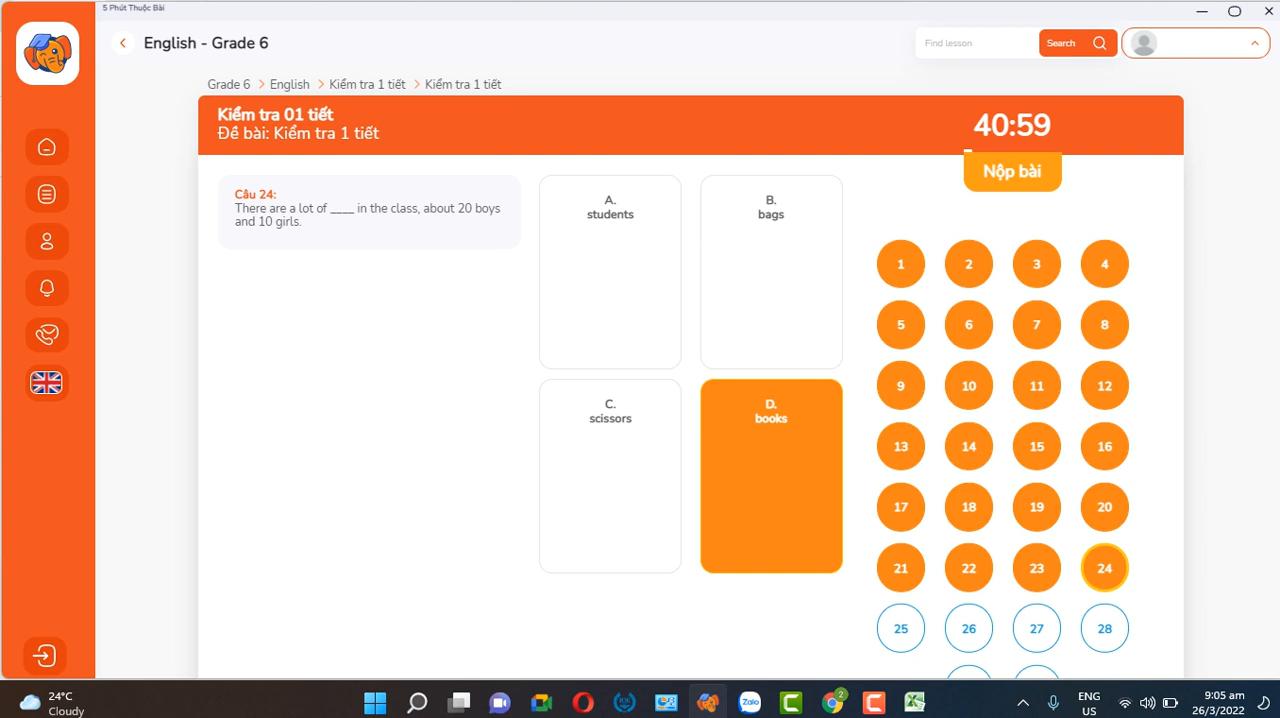 5 Phút Thuộc Bài
English - Grade 6
Find lesson
Search
Grade 6 > English > Kiểm tra 1 tiết > Kiểm tra 1 tiết
Kiểm tra 01 tiết
Đề bài: Kiểm tra 1 tiết
40:59
Nộp bài
Câu 24:
There are a lot of ____ in the class, about 20 boys
and 10 girls.
A.
students
B.
bags
C.
scissors
D.
books
1 2 3 4
5 6 7 8
9 10 11 12
13 14 15 16
17 18 19 20
21 22 23 24
25 26 27 28
24°C
Cloudy
Zalo
2
ENG
US
9:05 am
26/3/2022